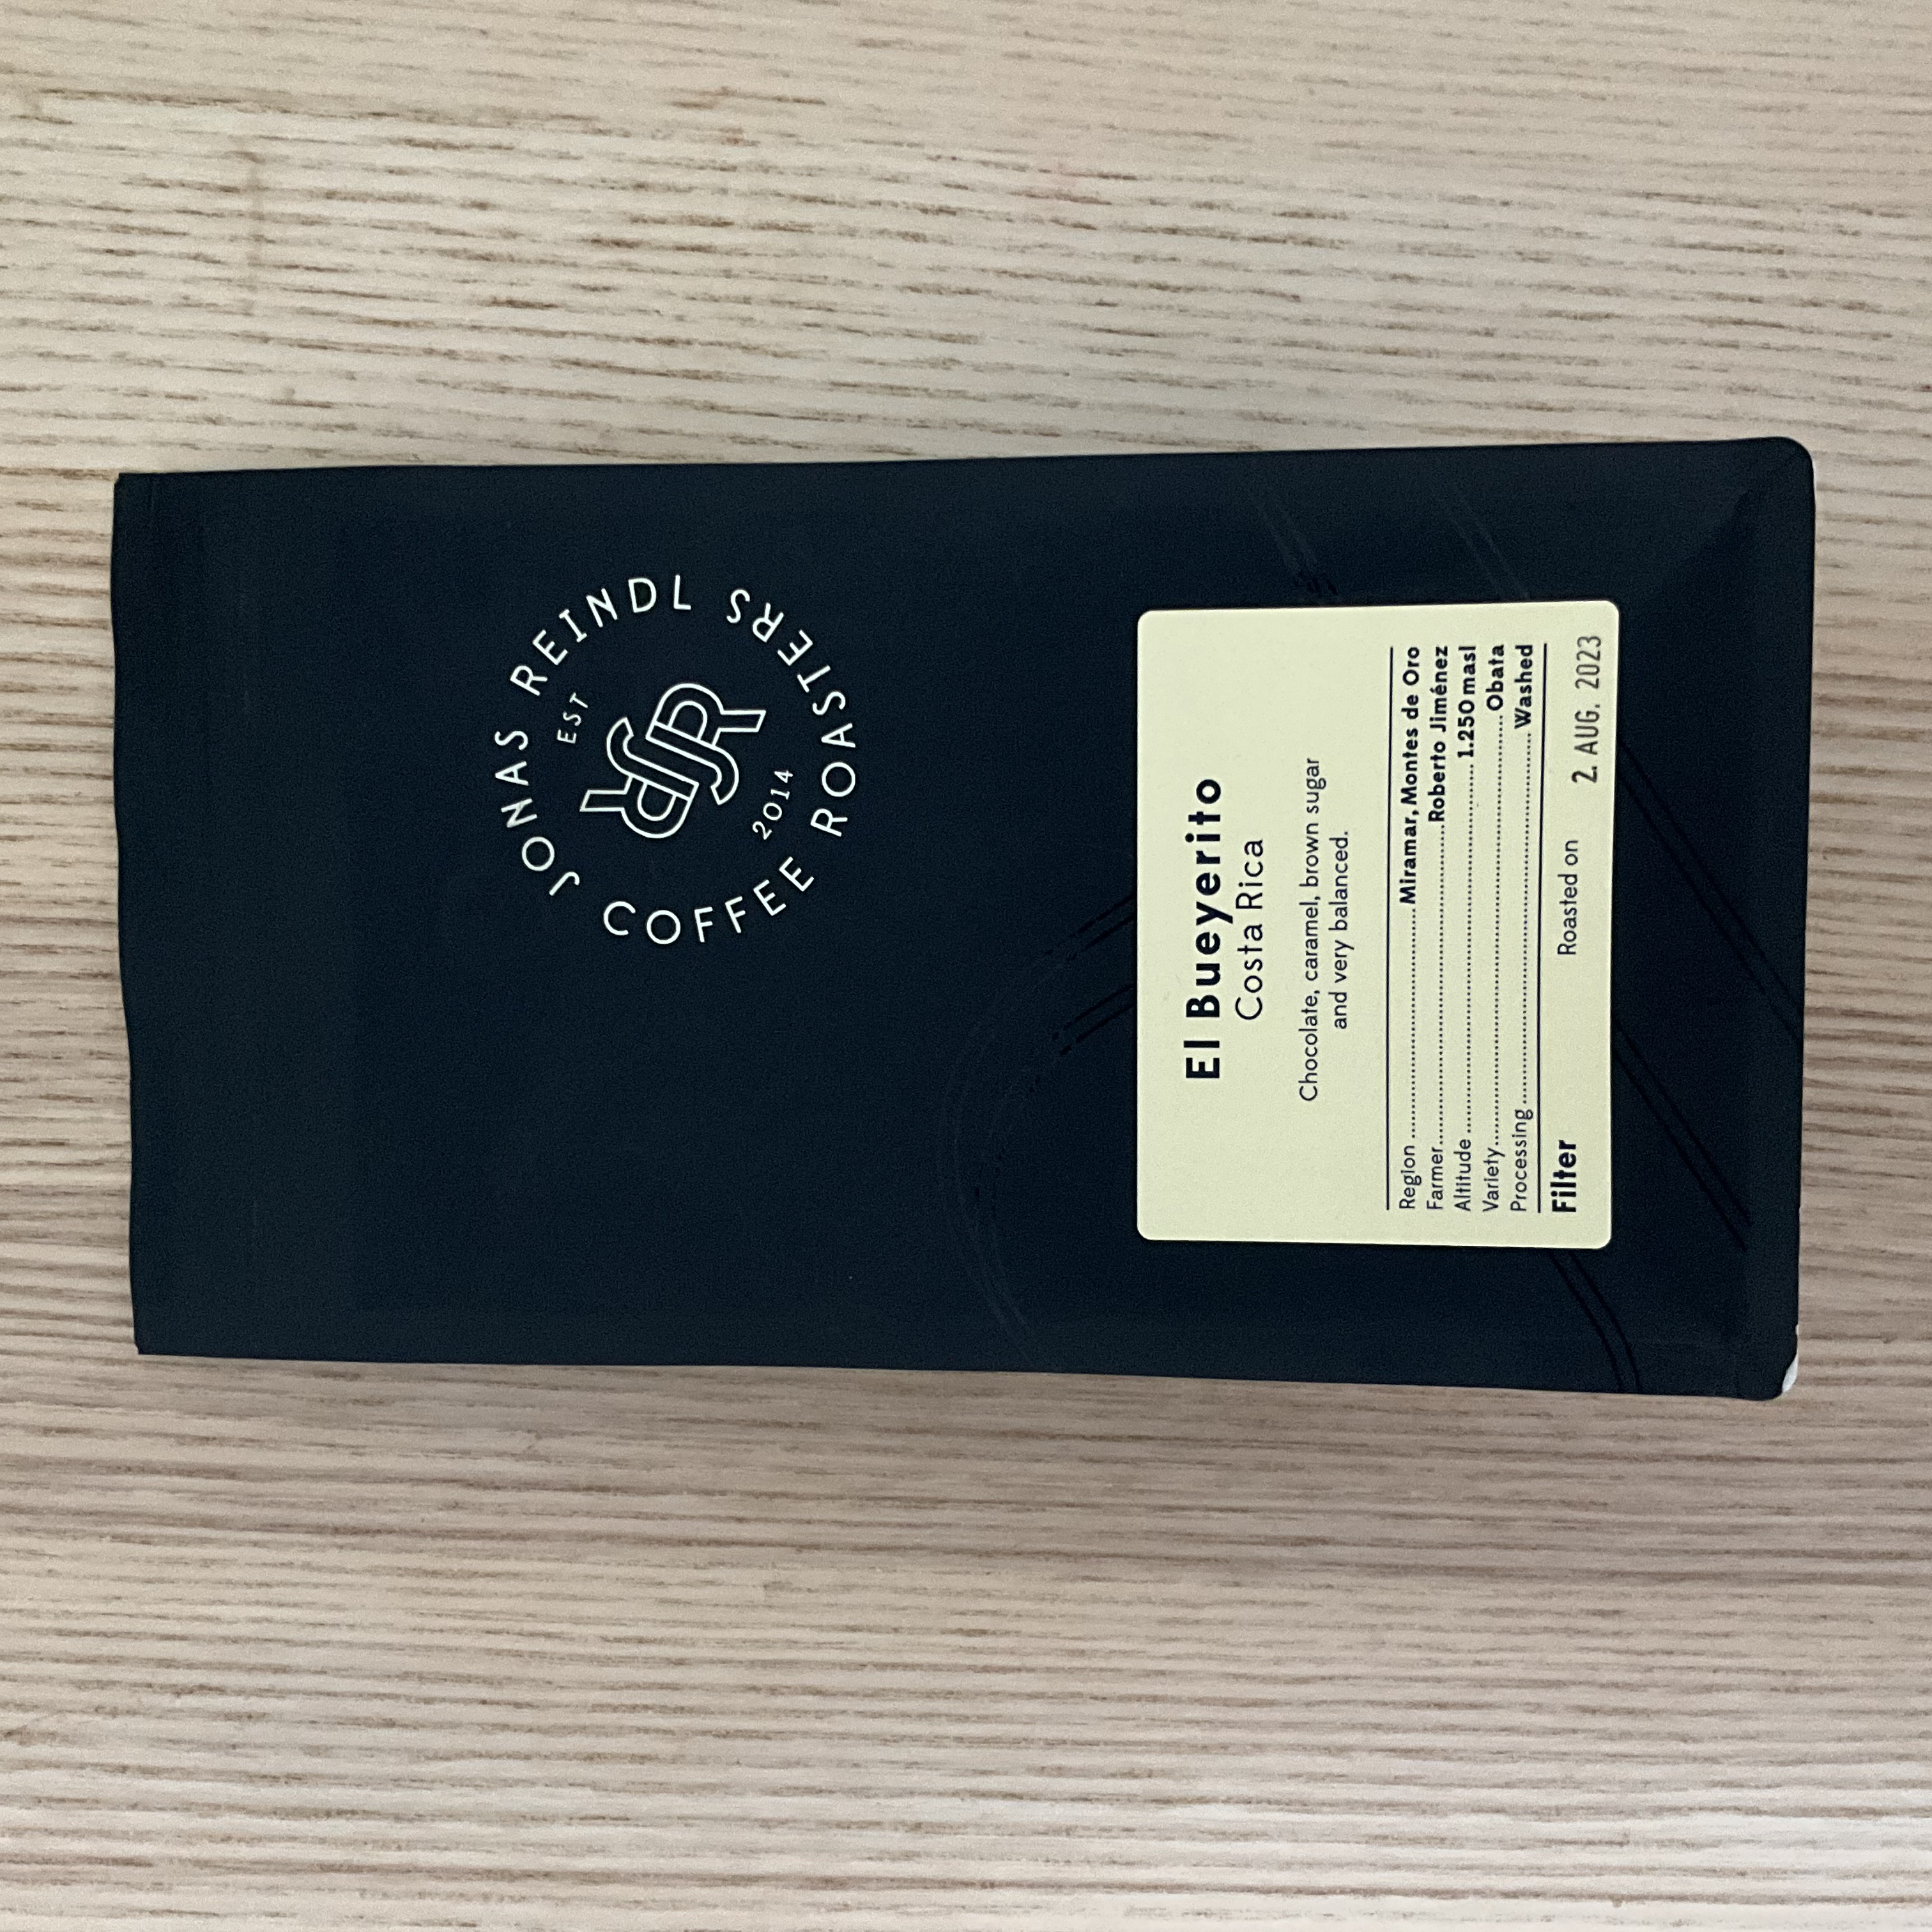 JONAS REINDL
COFFEE ROASTERS
EST
JR
2014
El Bueyerito
Costa Rica
Chocolate, caramel, brown sugar
and very balanced.
Region ........ Miramar, Montes de Oro
Farmer ........ Roberto Jiménez
Altitude ........ 1.250 masl
Variety ........ Obata
Processing ........ Washed
Filter Roasted on 2. AUG. 2023